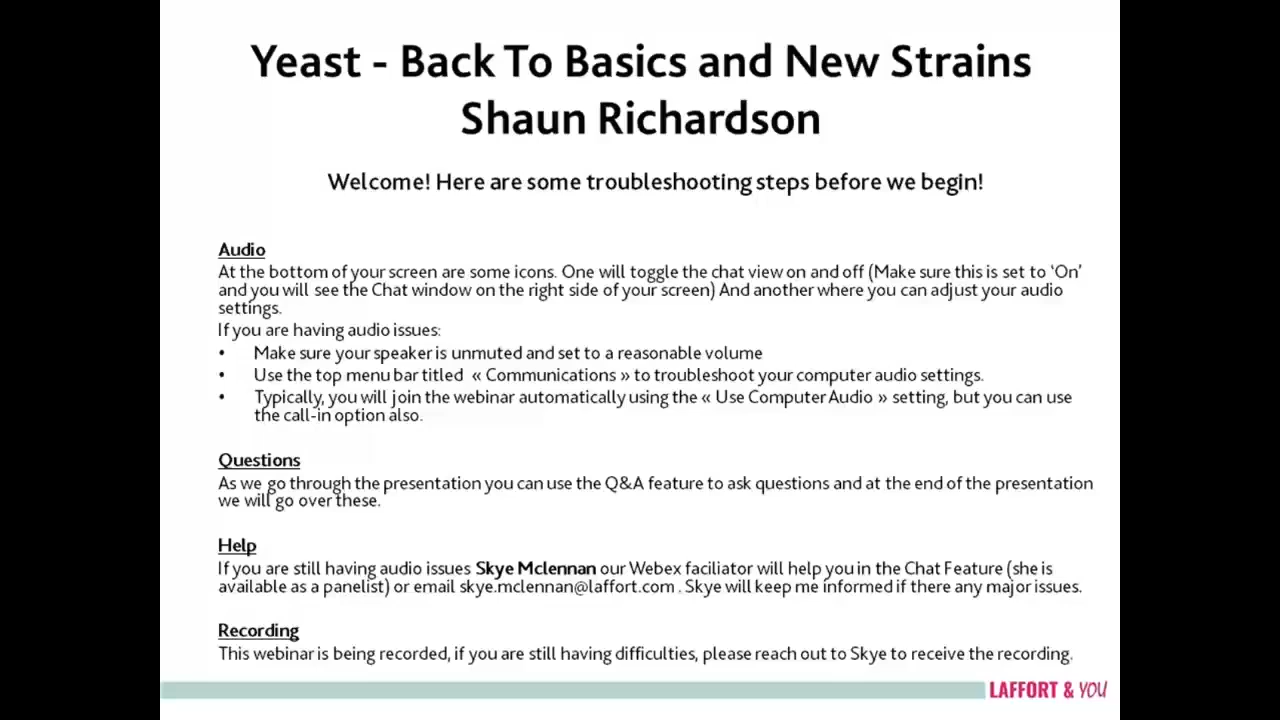 Yeast - Back To Basics and New Strains
Shaun Richardson
Welcome! Here are some troubleshooting steps before we begin!
Audio
At the bottom of your screen are some icons. One will toggle the chat view on and off (Make sure this is set to ‘On’
and you will see the Chat window on the right side of your screen) And another where you can adjust your audio
settings.
If you are having audio issues:
• Make sure your speaker is unmuted and set to a reasonable volume
• Use the top menu bar titled « Communications » to troubleshoot your computer audio settings.
• Typically, you will join the webinar automatically using the « Use Computer Audio » setting, but you can use
the call-in option also.
Questions
As we go through the presentation you can use the Q&A feature to ask questions and at the end of the presentation
we will go over these.
Help
If you are still having audio issues Skye Mclennan our Webex faciliator will help you in the Chat Feature (she is
available as a panelist) or email skye.mclennan@laffort.com . Skye will keep me informed if there any major issues.
Recording
This webinar is being recorded, if you are still having difficulties, please reach out to Skye to receive the recording.
LAFFORT & YOU